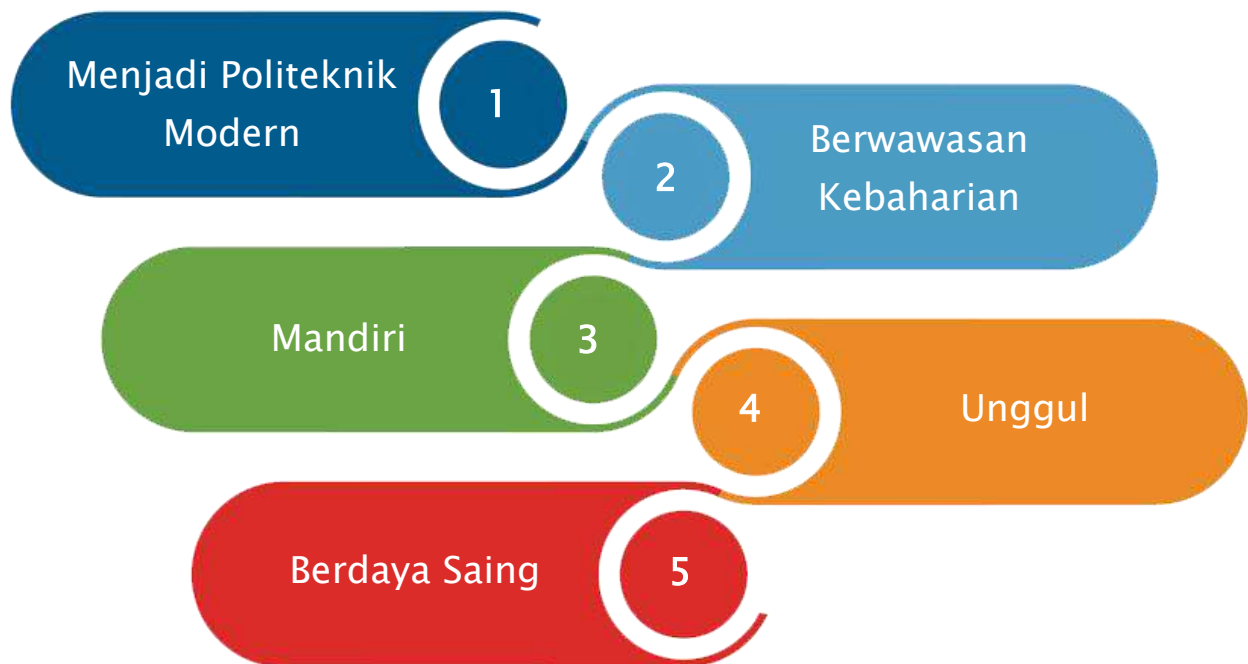 Menjadi Politeknik
Modern
1
2
Berwawasan
Kebaharian
Mandiri
3
4
Unggul
Berdaya Saing
5